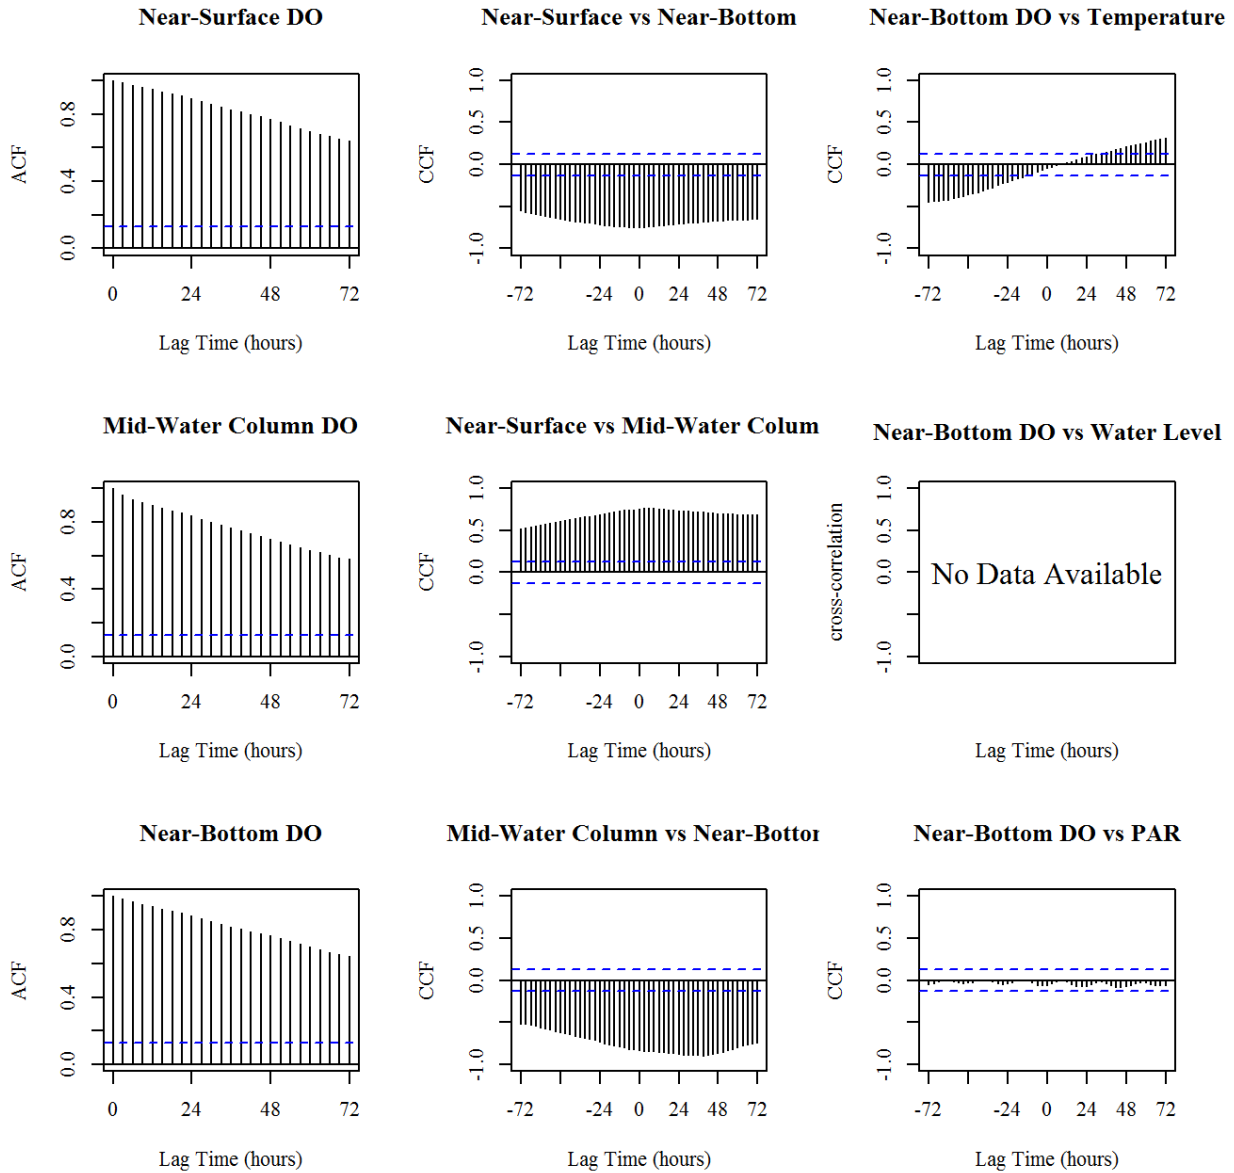 Near-Surface DO
ACF
0.0 0.4 0.8
0 24 48 72
Lag Time (hours)
Near-Surface vs Near-Bottom
CCF
-1.0 0.0 0.5 1.0
-72 -24 0 24 48 72
Lag Time (hours)
Near-Bottom DO vs Temperature
CCF
-1.0 0.0 0.5 1.0
-72 -24 0 24 48 72
Lag Time (hours)
Mid-Water Column DO
ACF
0.0 0.4 0.8
0 24 48 72
Lag Time (hours)
Near-Surface vs Mid-Water Colum
CCF
-1.0 0.0 0.5 1.0
-72 -24 0 24 48 72
Lag Time (hours)
Near-Bottom DO vs Water Level
cross-correlation
-1.0 0.0 0.5 1.0
No Data Available
Lag Time (hours)
Near-Bottom DO
ACF
0.0 0.4 0.8
0 24 48 72
Lag Time (hours)
Mid-Water Column vs Near-Bottor
CCF
-1.0 0.0 0.5 1.0
-72 -24 0 24 48 72
Lag Time (hours)
Near-Bottom DO vs PAR
CCF
-1.0 0.0 0.5 1.0
-72 -24 0 24 48 72
Lag Time (hours)